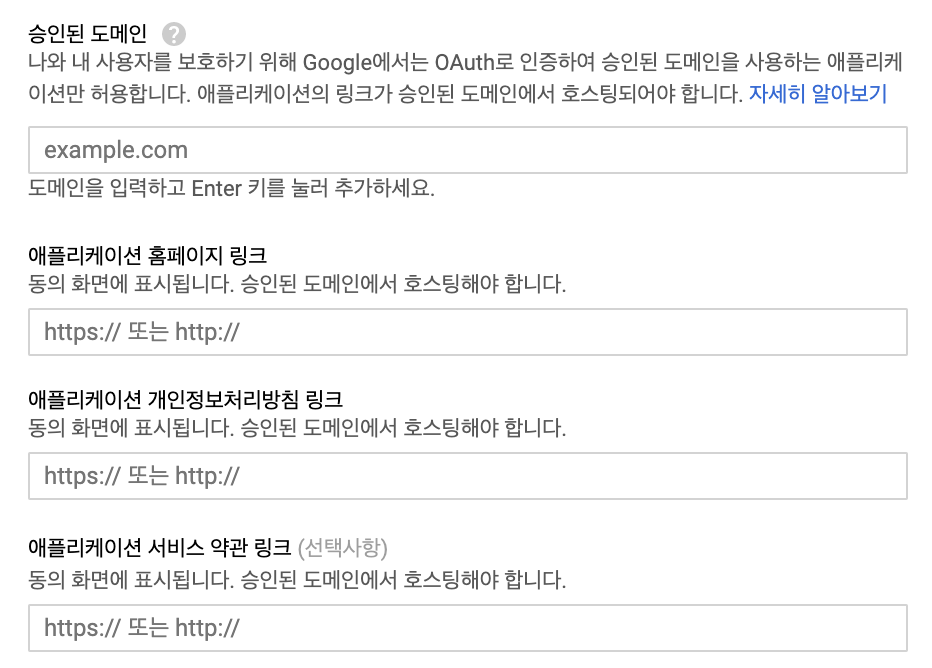 승인된 도메인 ?
나와 내 사용자를 보호하기 위해 Google에서는 OAuth로 인증하여 승인된 도메인을 사용하는 애플리케
이션만 허용합니다. 애플리케이션의 링크가 승인된 도메인에서 호스팅되어야 합니다. 자세히 알아보기
example.com
도메인을 입력하고 Enter 키를 눌러 추가하세요.
애플리케이션 홈페이지 링크
동의 화면에 표시됩니다. 승인된 도메인에서 호스팅해야 합니다.
https:// 또는 http://
애플리케이션 개인정보처리방침 링크
동의 화면에 표시됩니다. 승인된 도메인에서 호스팅해야 합니다.
https:// 또는 http://
애플리케이션 서비스 약관 링크 (선택사항)
동의 화면에 표시됩니다. 승인된 도메인에서 호스팅해야 합니다.
https:// 또는 http://